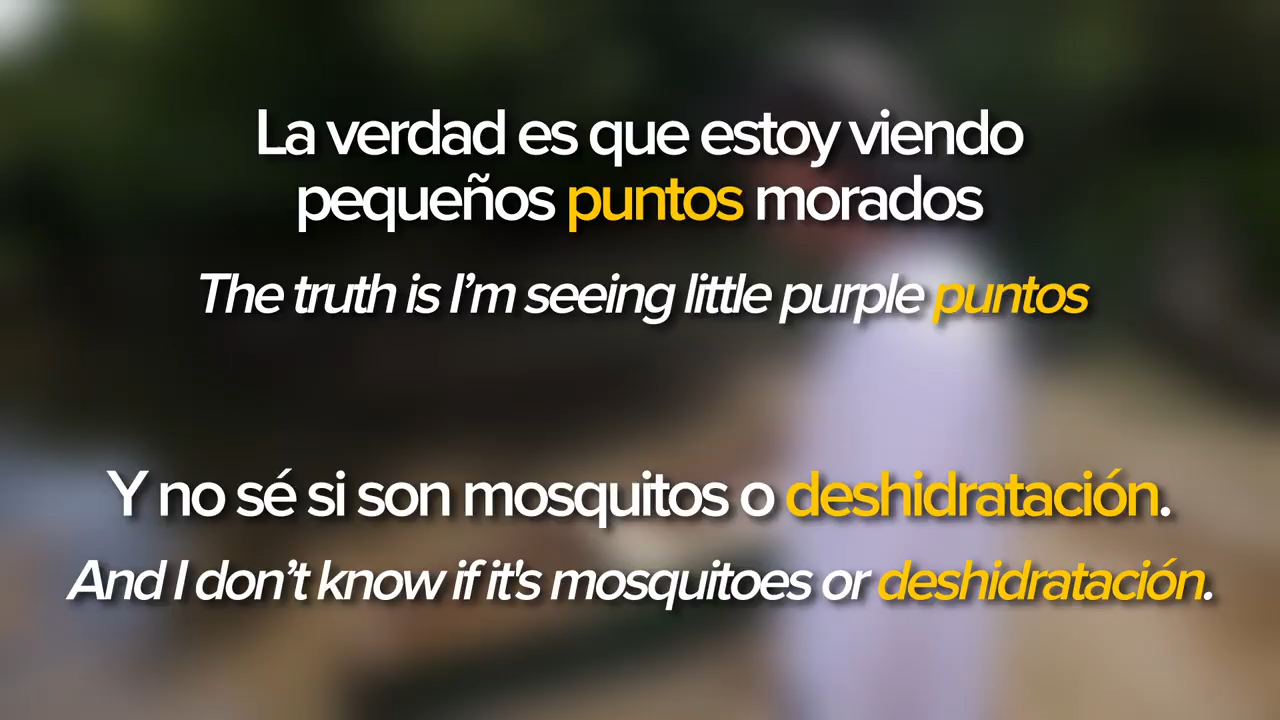 La verdad es que estoy viendo
pequeños puntos morados
The truth is I’m seeing little purple puntos
Y no sé si son mosquitos o deshidratación.
And I don’t know if it's mosquitoes or deshidratación.